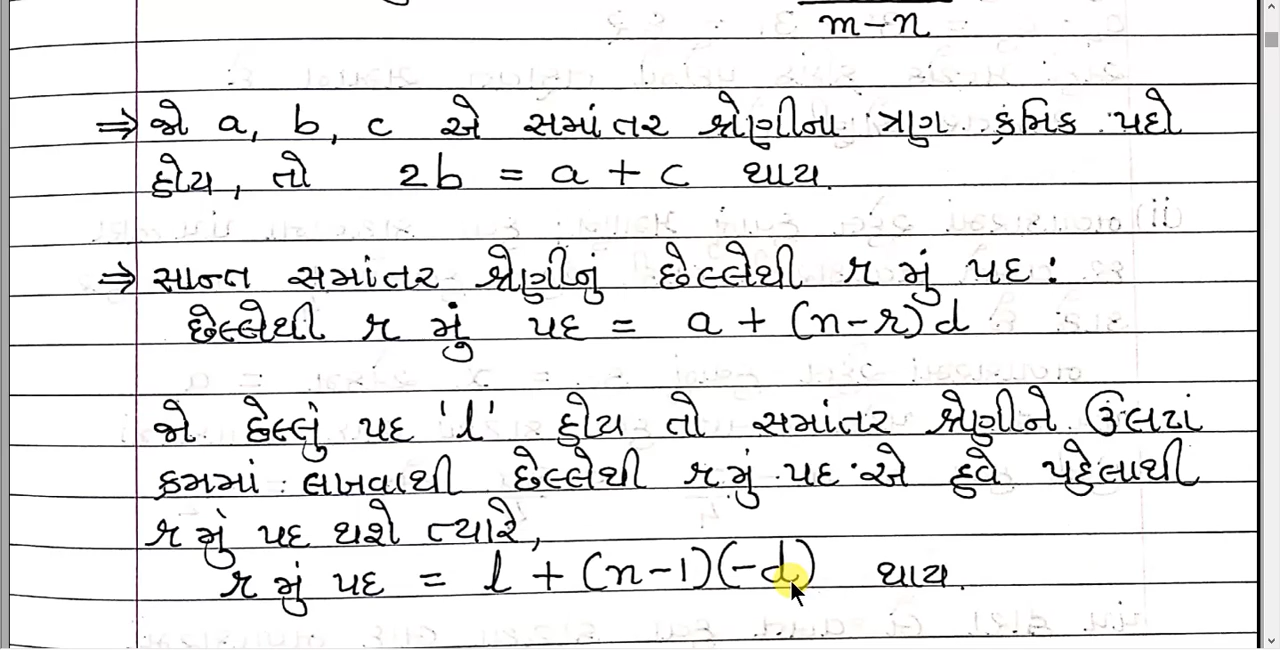 m-n
⇒ જો a, b, c એ સમાંતર શ્રેણીના ત્રણ ક્રમિક પદો
હોય, તો 2b = a + c થાય.
⇒ સાન્ત સમાંતર શ્રેણીનું છેલ્લેથી r મું પદ :
છેલ્લેથી r મું પદ = a + (n-r)d
જો છેલ્લું પદ 'l' હોય તો સમાંતર શ્રેણીને ઉલટાં
ક્રમમાં લખવાથી છેલ્લેથી r મું પદ એ હવે પહેલાથી
r મું પદ થશે ત્યારે,
r મું પદ = l + (n-1)(-d) થાય.